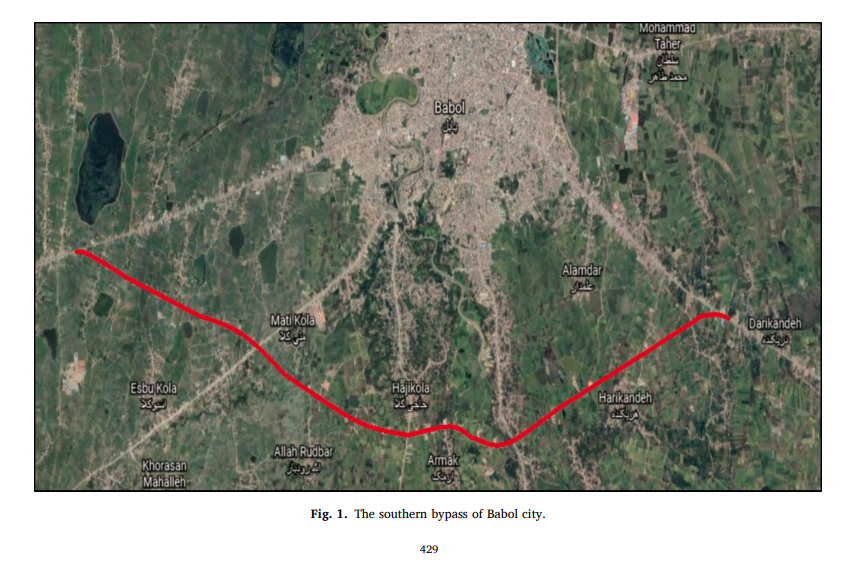 Mohammad
Taher
سلطان
محمد طاهر
Babol
بابل
Alamdar
علمدار
Mati Kola
متي كلا
Darikandeh
دریکنده
Esbu Kola
اسبوکلا
Hajikola
حاجی کلا
Harikandeh
هریکنده
Allah Rudbar
الله رودبار
Armak
ارمک
Khorasan
Mahalleh
Fig. 1. The southern bypass of Babol city.
429